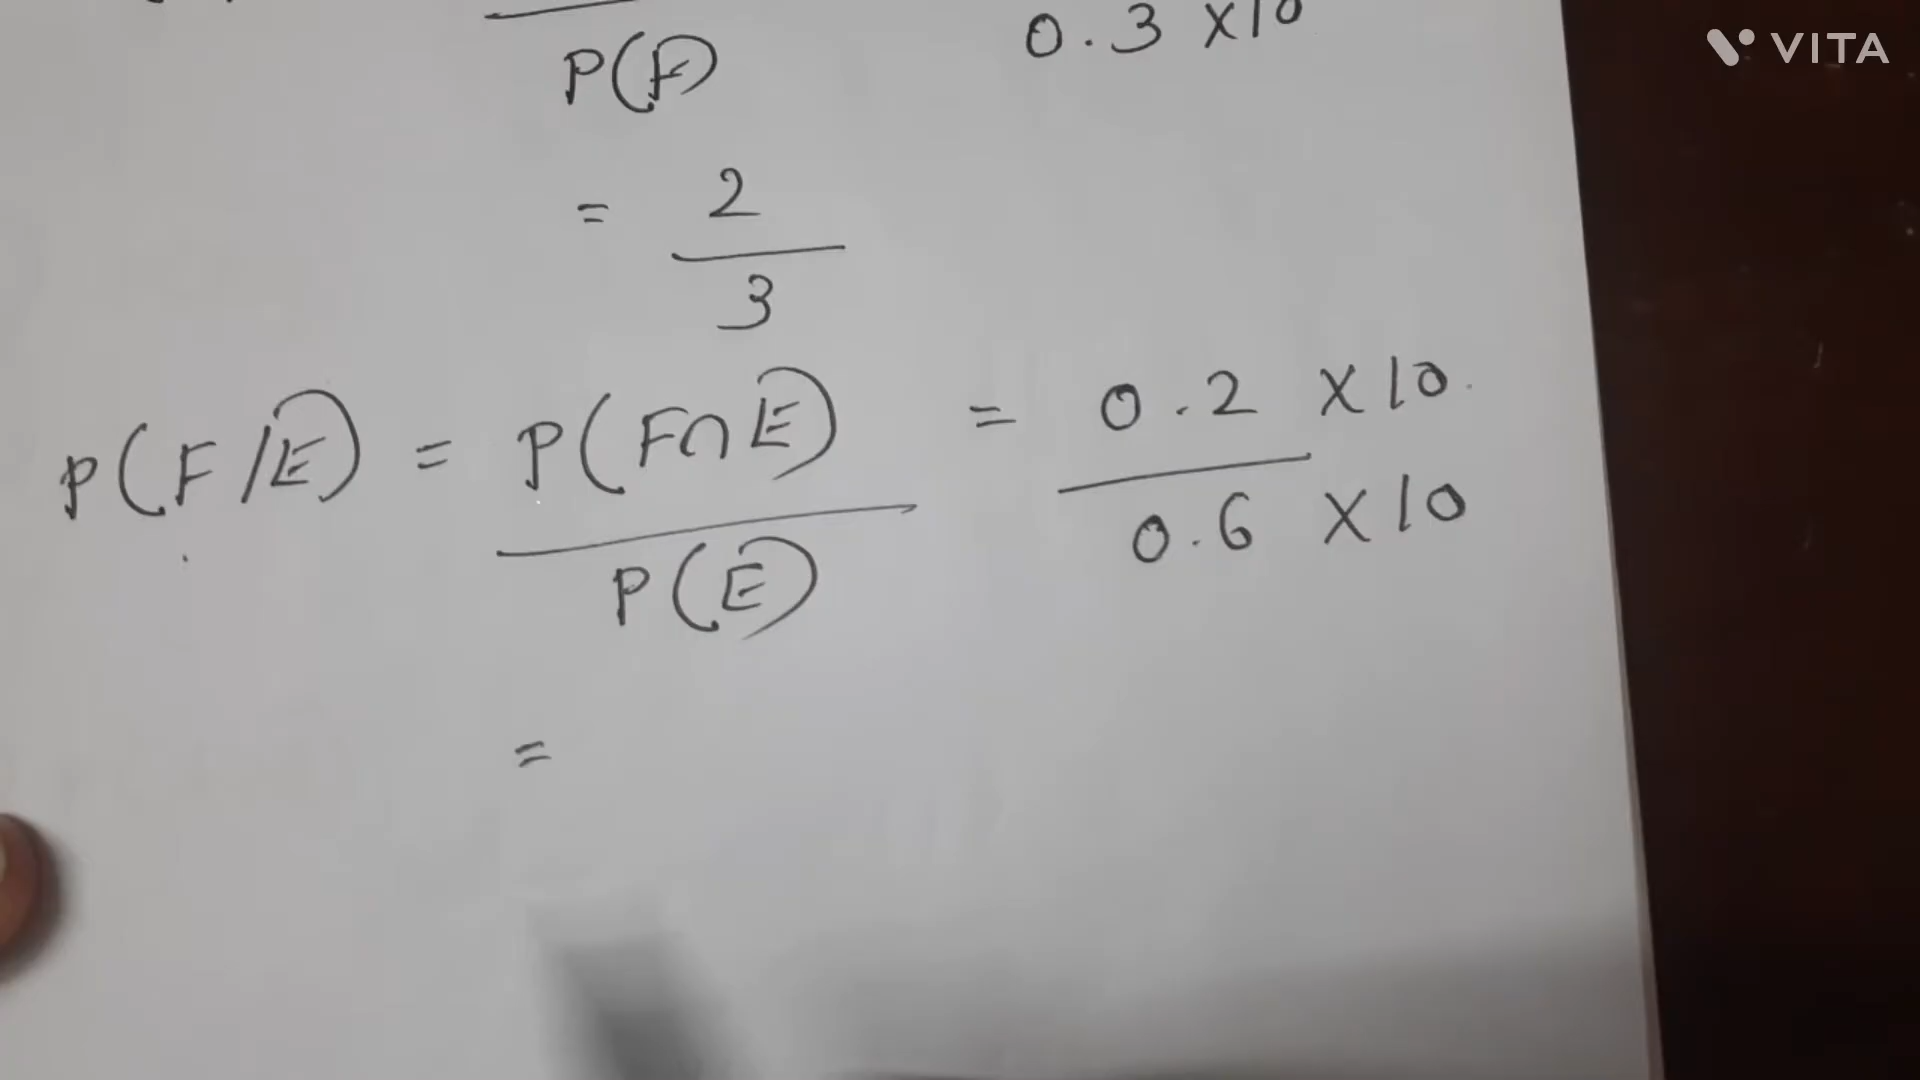 P(F) 0.3 X10
VITA
= 2
3
P(F/E) = P(F∩E) = 0.2 X10
P(E) 0.6 X10
=